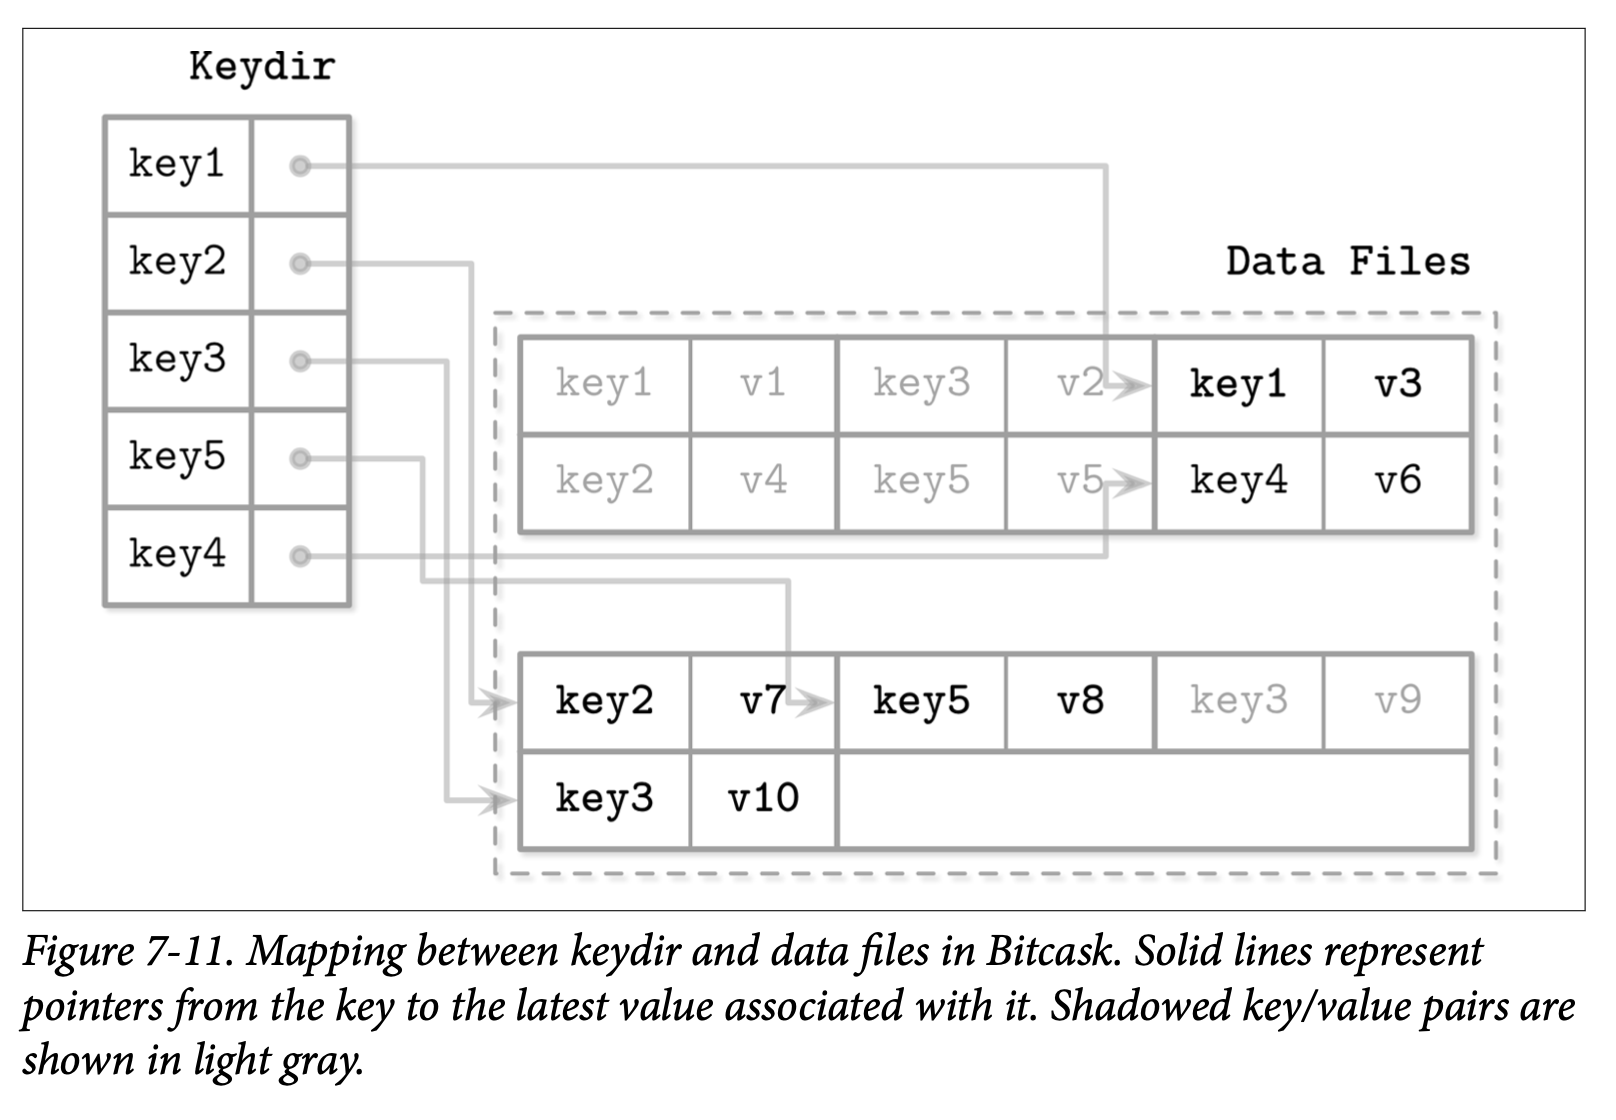 Keydir
key1
key2
key3
key5
key4
Data Files
key1 v1 key3 v2 key1 v3
key2 v4 key5 v5 key4 v6
key2 v7 key5 v8 key3 v9
key3 v10
Figure 7-11. Mapping between keydir and data files in Bitcask. Solid lines represent
pointers from the key to the latest value associated with it. Shadowed key/value pairs are
shown in light gray.